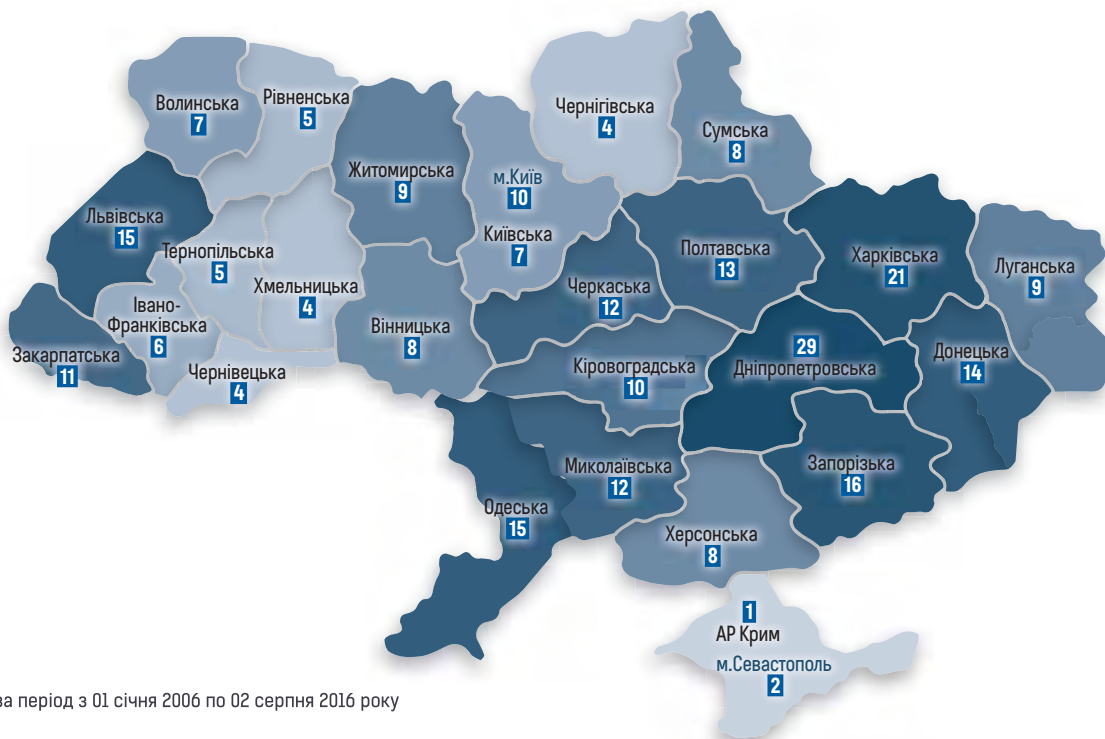 Волинська
7
Рівненська
5
Чернігівська
4
Сумська
8
Житомирська
9
м.Київ
10
Київська
7
Львівська
15
Тернопільська
5
Хмельницька
4
Полтавська
13
Харківська
21
Луганська
9
Черкаська
12
Івано-
Франківська
6
Вінницька
8
Закарпатська
11
Чернівецька
4
Кіровоградська
10
29
Дніпропетровська
Донецька
14
Миколаївська
12
Запорізька
16
Одеська
15
Херсонська
8
1
АР Крим
м.Севастополь
2
за період з 01 січня 2006 по 02 серпня 2016 року